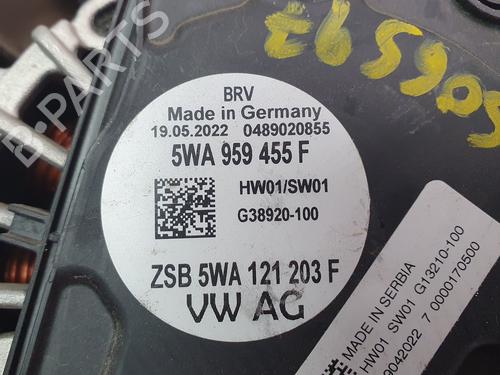 BRV
Made in Germany
19.05.2022 0489020855
5WA 959 455 F
HW01/SW01
G38920-100
ZSB 5WA 121 203 F
VW AG
MADE IN SERBIA
HW01 SW01 G13210-100
9042022 7 0000170500
B-PARTS